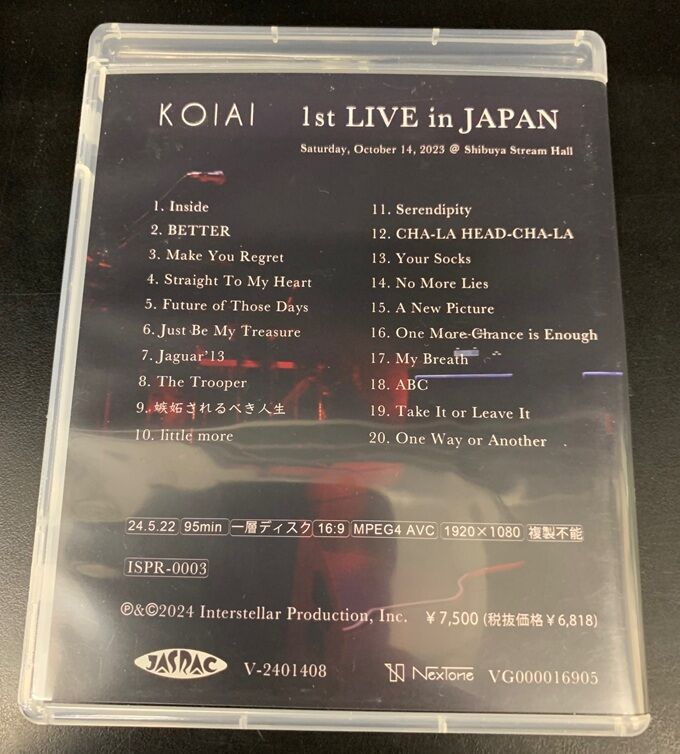 KOIAI 1st LIVE in JAPAN
Saturday, October 14, 2023 @ Shibuya Stream Hall
1. Inside
2. BETTER
3. Make You Regret
4. Straight To My Heart
5. Future of Those Days
6. Just Be My Treasure
7. Jaguar'13
8. The Trooper
9. 嫉妬されるべき人生
10. little more
11. Serendipity
12. CHA-LA HEAD-CHA-LA
13. Your Socks
14. No More Lies
15. A New Picture
16. One More Chance is Enough
17. My Breath
18. ABC
19. Take It or Leave It
20. One Way or Another
24.5.22 95min 一層ディスク 16:9 MPEG4 AVC 1920×1080 複製不能
ISPR-0003
℗&©2024 Interstellar Production, Inc. ¥7,500 (税抜価格¥6,818)
JASRAC V-2401408 NexTone VG000016905